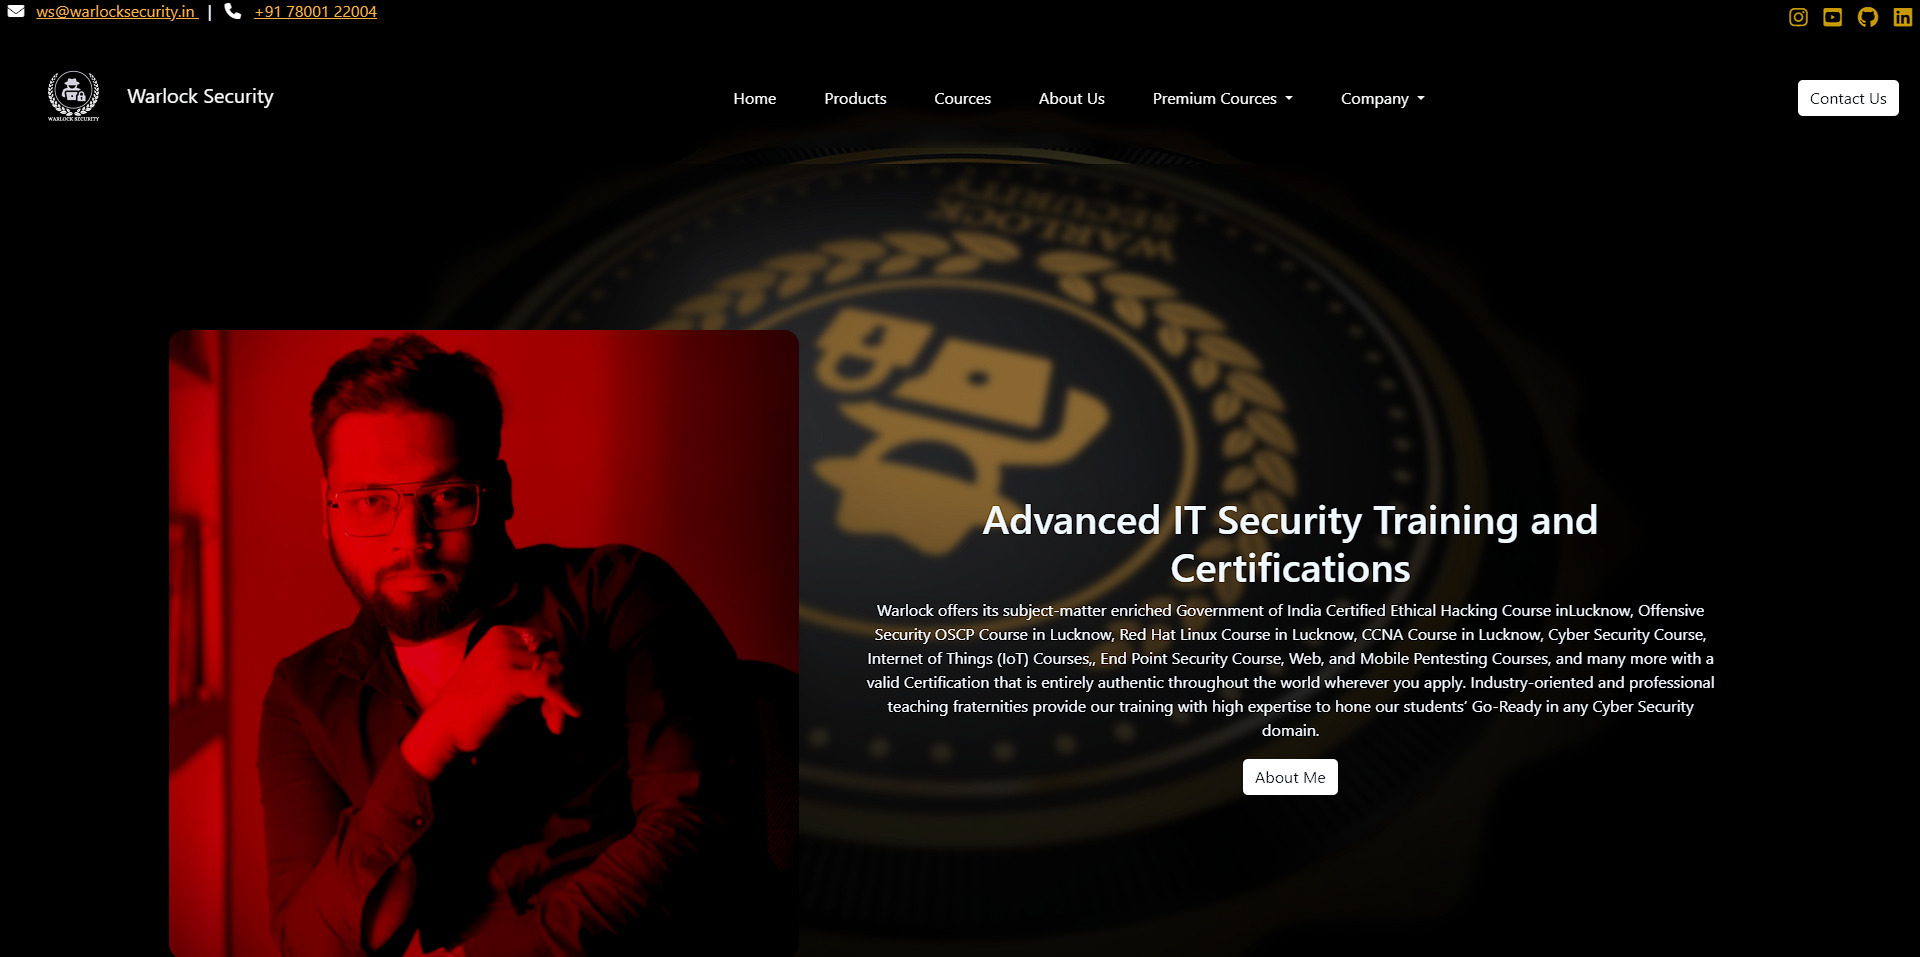 ws@warlocksecurity.in | +91 78001 22004
WARLOCK SECURITY
Warlock Security
Home Products Cources About Us Premium Cources Company
Contact Us
WARLOCK
SECURITY
Advanced IT Security Training and
Certifications
Warlock offers its subject-matter enriched Government of India Certified Ethical Hacking Course inLucknow, Offensive
Security OSCP Course in Lucknow, Red Hat Linux Course in Lucknow, CCNA Course in Lucknow, Cyber Security Course,
Internet of Things (IoT) Courses,, End Point Security Course, Web, and Mobile Pentesting Courses, and many more with a
valid Certification that is entirely authentic throughout the world wherever you apply. Industry-oriented and professional
teaching fraternities provide our training with high expertise to hone our students’ Go-Ready in any Cyber Security
domain.
About Me